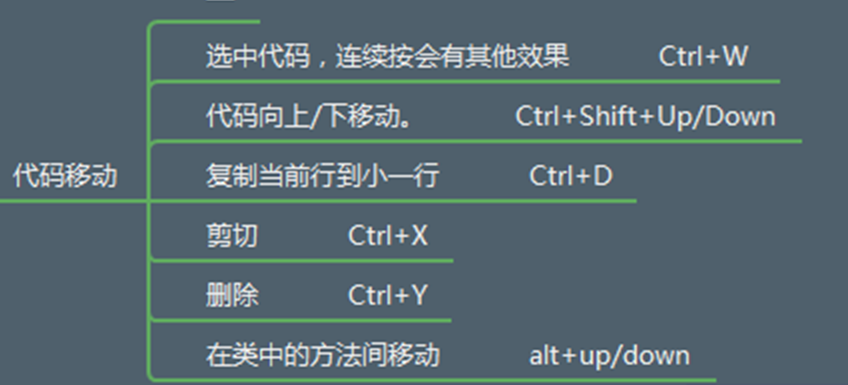 选中代码，连续按会有其他效果 Ctrl+W
代码向上/下移动。 Ctrl+Shift+Up/Down
代码移动
复制当前行到小一行 Ctrl+D
剪切 Ctrl+X
删除 Ctrl+Y
在类中的方法间移动 alt+up/down